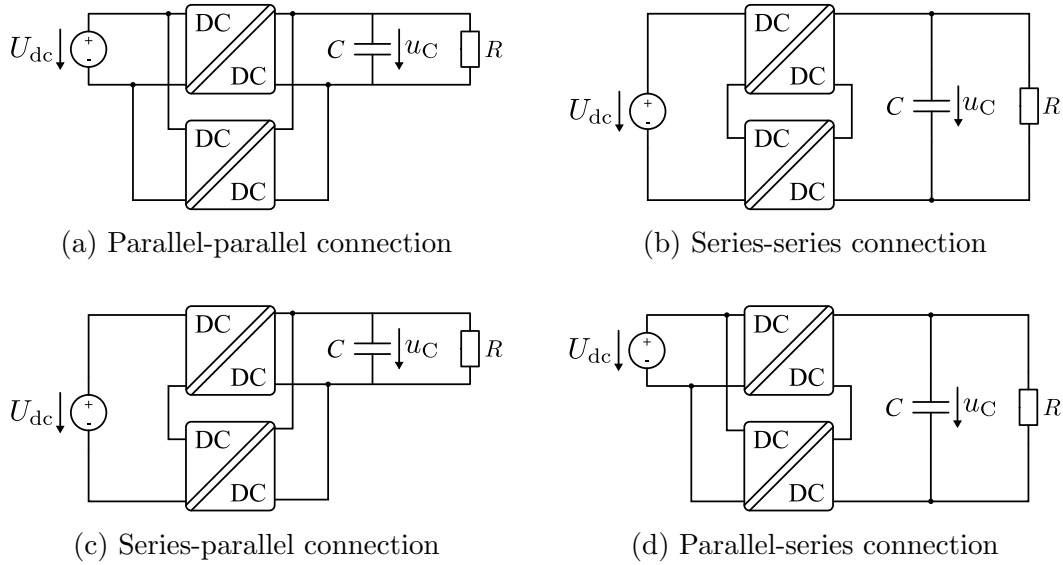 DC
U_dc + - DC C u_C R
DC
DC
(a) Parallel-parallel connection
DC
DC
U_dc + - C u_C R
DC
DC
(b) Series-series connection
DC
DC C u_C R
U_dc + -
DC
DC
(c) Series-parallel connection
DC
U_dc + - DC
C u_C R
DC
DC
(d) Parallel-series connection